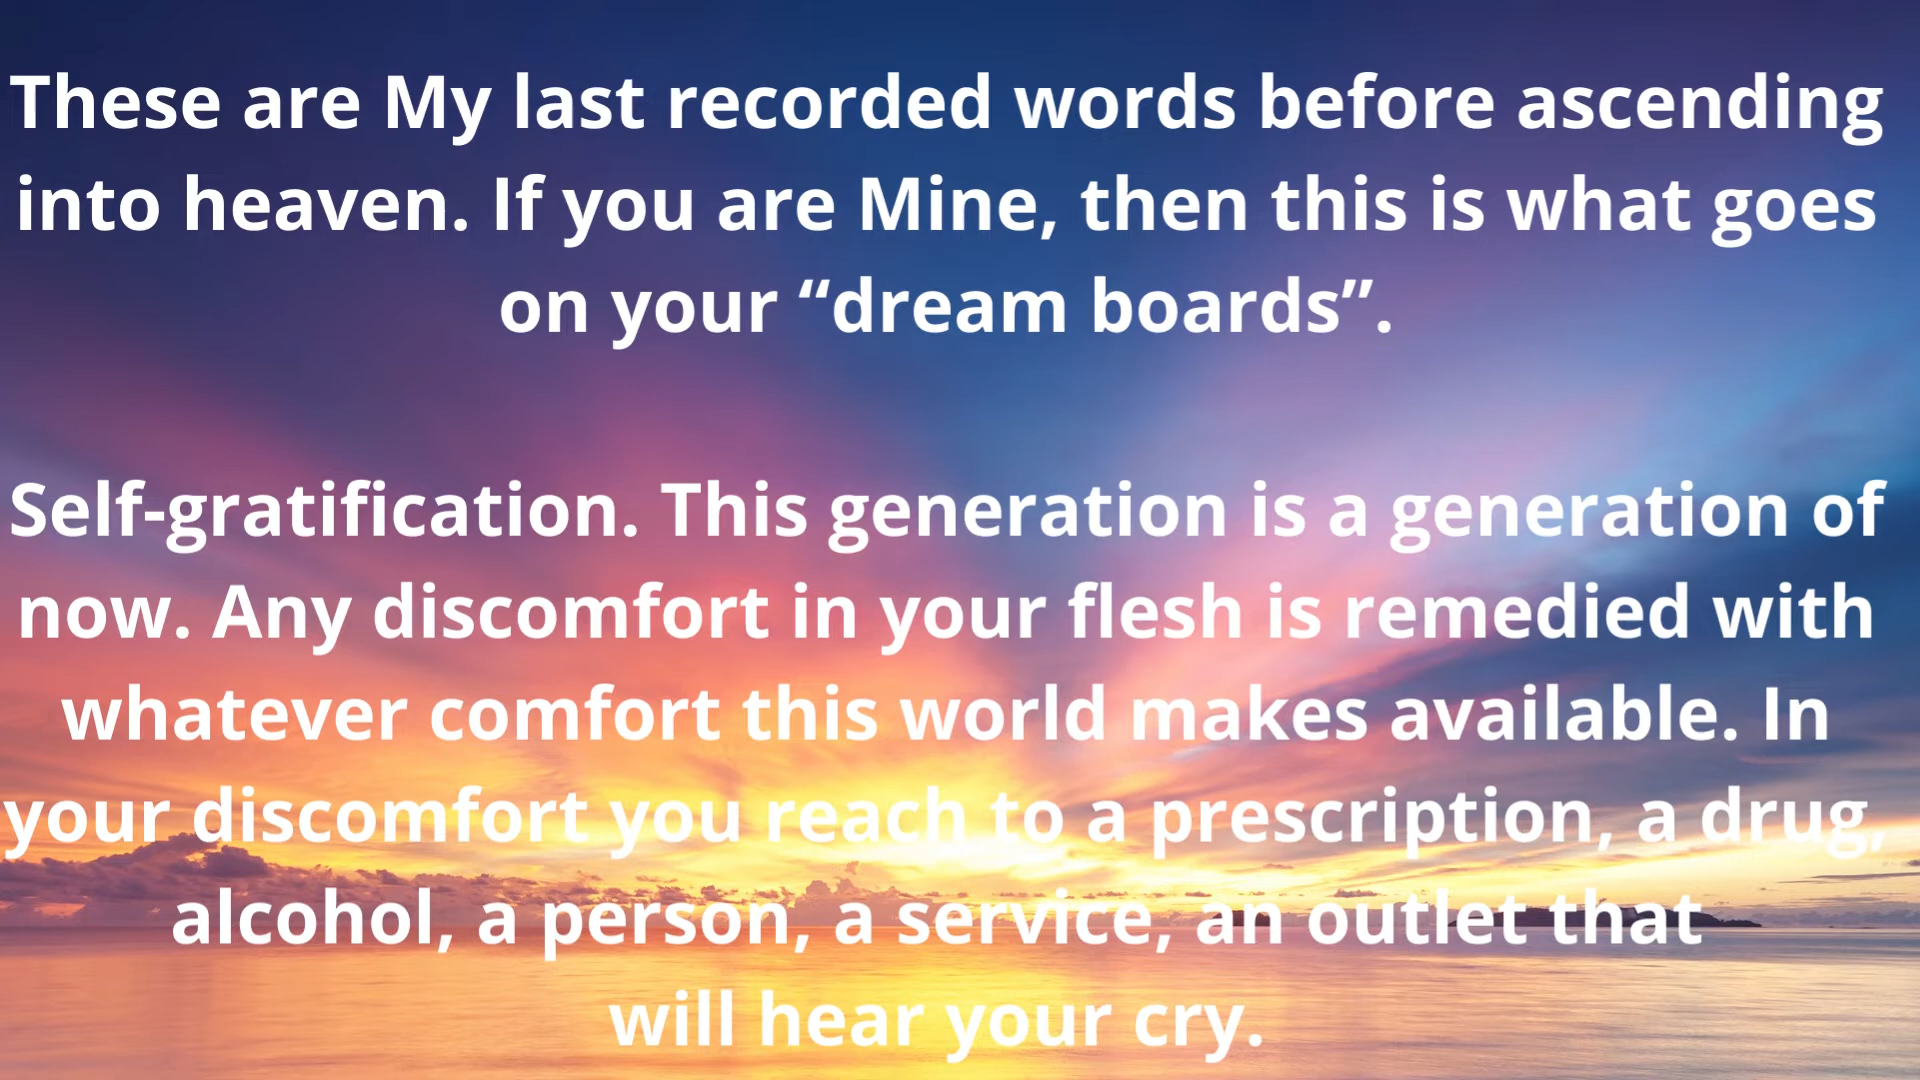 These are My last recorded words before ascending
into heaven. If you are Mine, then this is what goes
on your “dream boards”.
Self-gratification. This generation is a generation of
now. Any discomfort in your flesh is remedied with
whatever comfort this world makes available. In
your discomfort you reach to a prescription, a drug,
alcohol, a person, a service, an outlet that
will hear your cry.